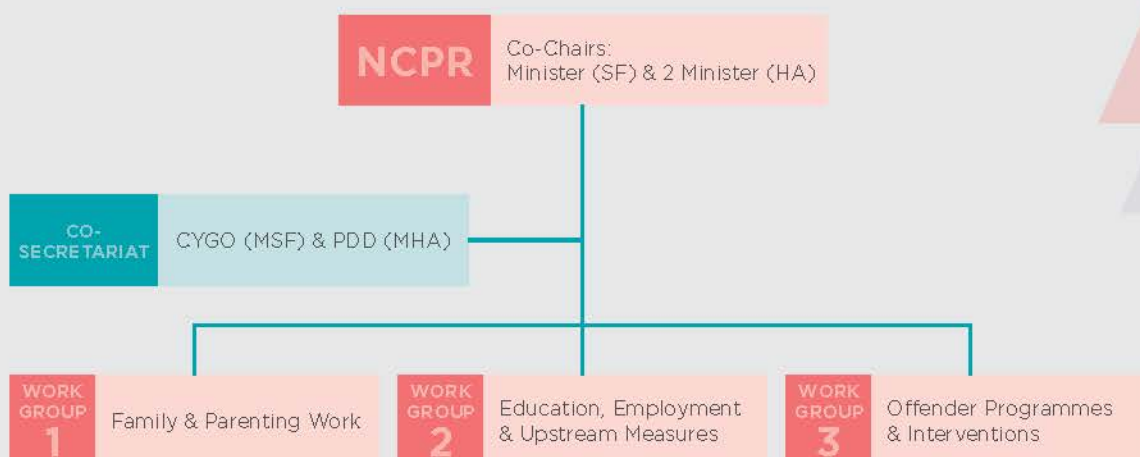 NCPR
Co-Chairs:
Minister (SF) & 2 Minister (HA)
CO-
SECRETARIAT
CYGO (MSF) & PDD (MHA)
WORK
GROUP
1
Family & Parenting Work
WORK
GROUP
2
Education, Employment
& Upstream Measures
WORK
GROUP
3
Offender Programmes
& Interventions